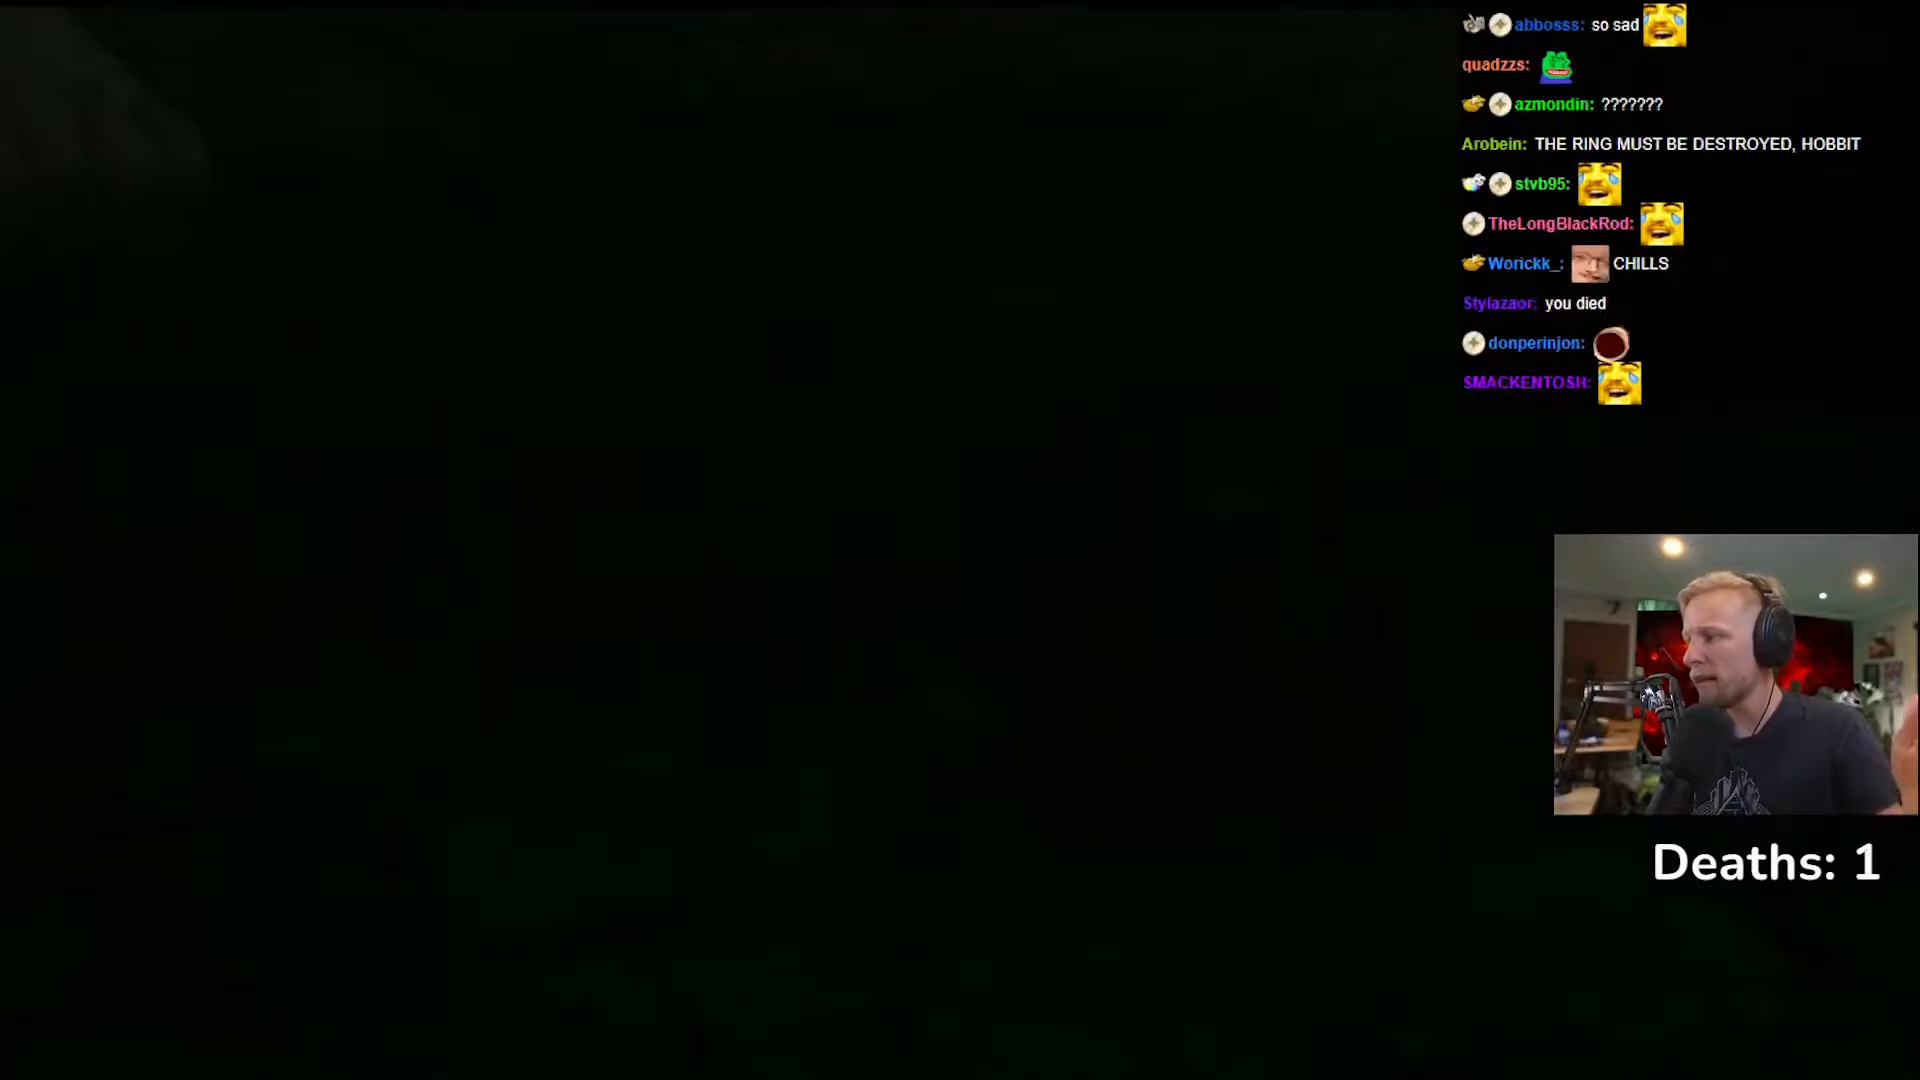 abbosss: so sad
quadzzs:
azmondin: ???????
Arobein: THE RING MUST BE DESTROYED, HOBBIT
stvb95:
TheLongBlackRod:
Worickk_: CHILLS
Stylazaor: you died
donperinjon:
SMACKENTOSH:
Deaths: 1